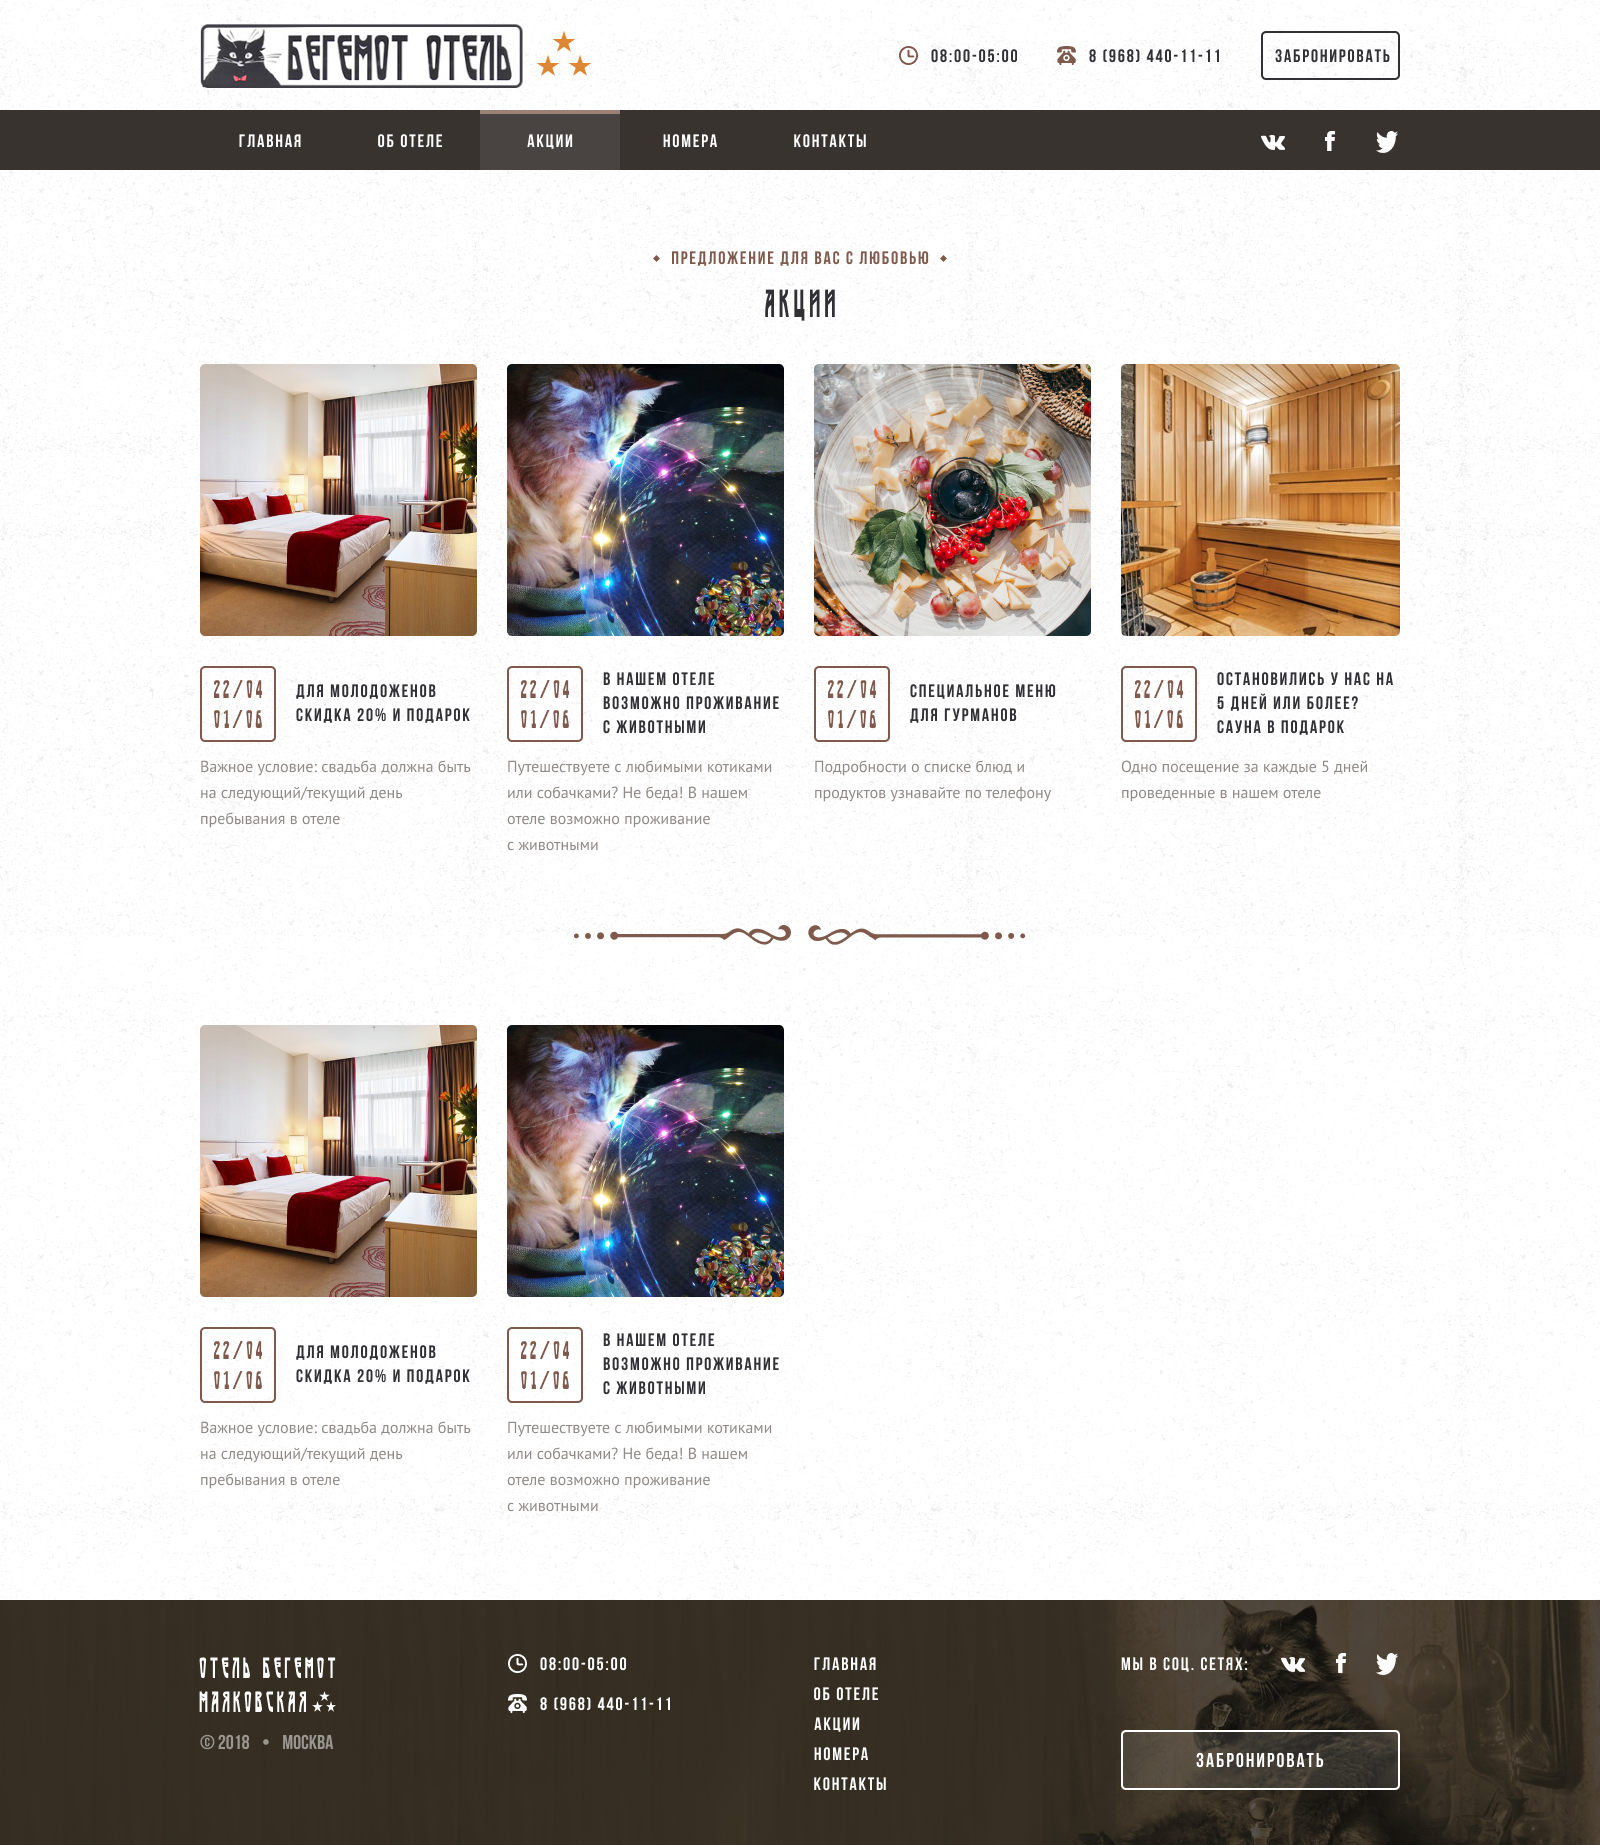 БЕГЕМОТ ОТЕЛЬ
08:00-05:00
8 (968) 440-11-11
ЗАБРОНИРОВАТЬ
ГЛАВНАЯ
ОБ ОТЕЛЕ
АКЦИИ
НОМЕРА
КОНТАКТЫ
ПРЕДЛОЖЕНИЕ ДЛЯ ВАС С ЛЮБОВЬЮ
АКЦИИ
22/04
01/06
ДЛЯ МОЛОДОЖЕНОВ
СКИДКА 20% И ПОДАРОК
Важное условие: свадьба должна быть
на следующий/текущий день
пребывания в отеле
22/04
01/06
В НАШЕМ ОТЕЛЕ
ВОЗМОЖНО ПРОЖИВАНИЕ
С ЖИВОТНЫМИ
Путешествуете с любимыми котиками
или собачками? Не беда! В нашем
отеле возможно проживание
с животными
22/04
01/06
СПЕЦИАЛЬНОЕ МЕНЮ
ДЛЯ ГУРМАНОВ
Подробности о списке блюд и
продуктов узнавайте по телефону
22/04
01/06
ОСТАНОВИЛИСЬ У НАС НА
5 ДНЕЙ ИЛИ БОЛЕЕ?
САУНА В ПОДАРОК
Одно посещение за каждые 5 дней
проведенные в нашем отеле
22/04
01/06
ДЛЯ МОЛОДОЖЕНОВ
СКИДКА 20% И ПОДАРОК
Важное условие: свадьба должна быть
на следующий/текущий день
пребывания в отеле
22/04
01/06
В НАШЕМ ОТЕЛЕ
ВОЗМОЖНО ПРОЖИВАНИЕ
С ЖИВОТНЫМИ
Путешествуете с любимыми котиками
или собачками? Не беда! В нашем
отеле возможно проживание
с животными
ОТЕЛЬ БЕГЕМОТ
МАЯКОВСКАЯ
© 2018 • МОСКВА
08:00-05:00
8 (968) 440-11-11
ГЛАВНАЯ
ОБ ОТЕЛЕ
АКЦИИ
НОМЕРА
КОНТАКТЫ
МЫ В СОЦ. СЕТЯХ:
ЗАБРОНИРОВАТЬ